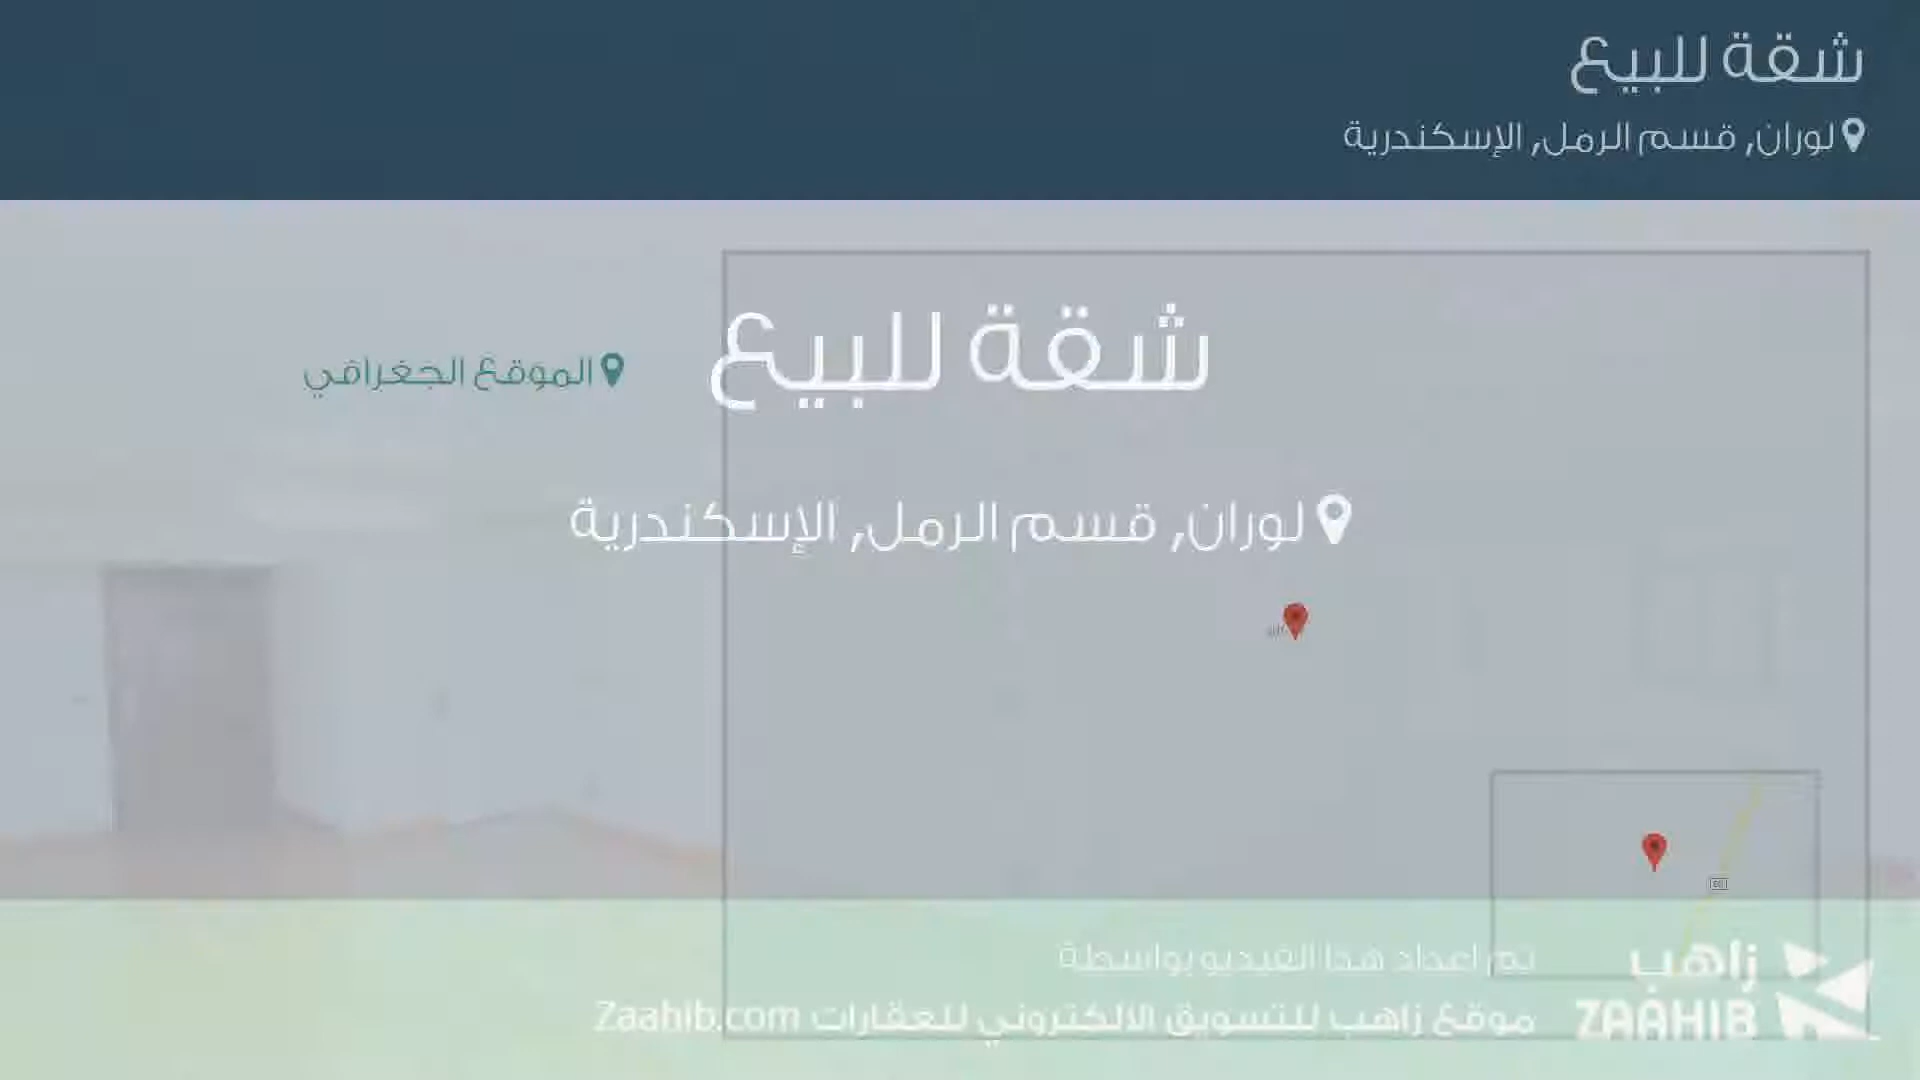 شقة للبيع
لوران, قسم الرمل, الإسكندرية
شقة للبيع
الموقع الجغرافي
لوران, قسم الرمل, الإسكندرية
زاهب
ZAAHIB
تم اعداد هذا الفيديو بواسطة
موقع زاهب للتسويق الالكتروني للعقارات Zaahib.com